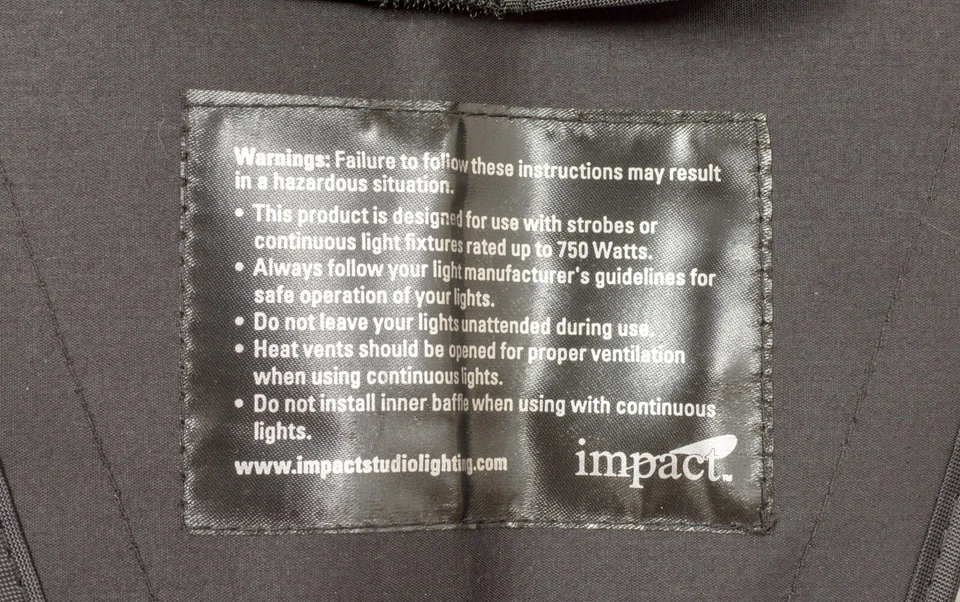 Warnings: Failure to follow these instructions may result
in a hazardous situation.
• This product is designed for use with strobes or
continuous light fixtures rated up to 750 Watts.
• Always follow your light manufacturer's guidelines for
safe operation of your lights.
• Do not leave your lights unattended during use.
• Heat vents should be opened for proper ventilation
when using continuous lights.
• Do not install inner baffle when using with continuous
lights.
www.impactstudiolighting.com
impact™